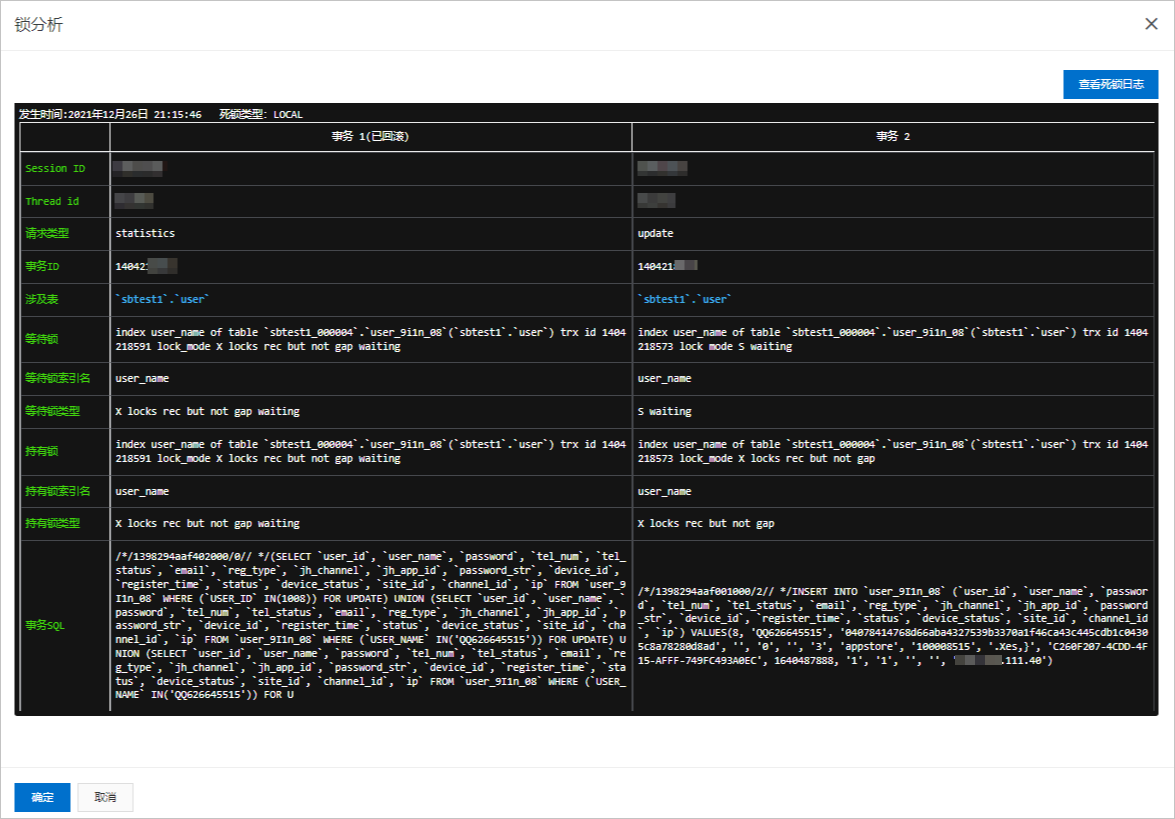 锁分析
查看死锁日志
发生时间:2021年12月26日 21:15:46 死锁类型: LOCAL
事务 1(已回滚) 事务 2
Session ID
Thread id
请求类型 statistics update
事务ID 140421 140421
涉及表 `sbtest1`.`user` `sbtest1`.`user`
等待锁
index user_name of table `sbtest1_000004`.`user_9i1n_08`(`sbtest1`.`user`) trx id 1404
218591 lock_mode X locks rec but not gap waiting
index user_name of table `sbtest1_000004`.`user_9i1n_08`(`sbtest1`.`user`) trx id 1404
218573 lock mode S waiting
等待锁索引名 user_name user_name
等待锁类型 X locks rec but not gap waiting S waiting
持有锁
index user_name of table `sbtest1_000004`.`user_9i1n_08`(`sbtest1`.`user`) trx id 1404
218591 lock_mode X locks rec but not gap waiting
index user_name of table `sbtest1_000004`.`user_9i1n_08`(`sbtest1`.`user`) trx id 1404
218573 lock_mode X locks rec but not gap
持有锁索引名 user_name user_name
持有锁类型 X locks rec but not gap waiting X locks rec but not gap
事务SQL
/*/1398294aaf402000/0// */(SELECT `user_id`, `user_name`, `password`, `tel_num`, `tel_
status`, `email`, `reg_type`, `jh_channel`, `jh_app_id`, `password_str`, `device_id`,
`register_time`, `status`, `device_status`, `site_id`, `channel_id`, `ip` FROM `user_9
I1n_08` WHERE (`USER_ID` IN(1008)) FOR UPDATE) UNION (SELECT `user_id`, `user_name`, `
password`, `tel_num`, `tel_status`, `email`, `reg_type`, `jh_channel`, `jh_app_id`, `p
assword_str`, `device_id`, `register_time`, `status`, `device_status`, `site_id`, `cha
nnel_id`, `ip` FROM `user_9I1n_08` WHERE (`USER_NAME` IN('QQ626645515')) FOR UPDATE) U
NION (SELECT `user_id`, `user_name`, `password`, `tel_num`, `tel_status`, `email`, `re
g_type`, `jh_channel`, `jh_app_id`, `password_str`, `device_id`, `register_time`, `sta
tus`, `device_status`, `site_id`, `channel_id`, `ip` FROM `user_9I1n_08` WHERE (`USER_
NAME` IN('QQ626645515')) FOR U
/*/1398294aaf001000/2// */INSERT INTO `user_9I1n_08` (`user_id`, `user_name`, `passwor
d`, `tel_num`, `tel_status`, `email`, `reg_type`, `jh_channel`, `jh_app_id`, `password
_str`, `device_id`, `register_time`, `status`, `device_status`, `site_id`, `channel_id
`, `ip`) VALUES(8, 'QQ626645515', '04078414768d66aba4327539b3370a1f46ca43c445cdb1c0430
5c8a78280d8ad', '', '0', '', '3', 'appstore', '100008515', '.Xes,}', 'C260F207-4CDD-4F
15-AFFF-749FC493A0EC', 1640487888, '1', '1', '', '', ' .111.40')
确定 取消